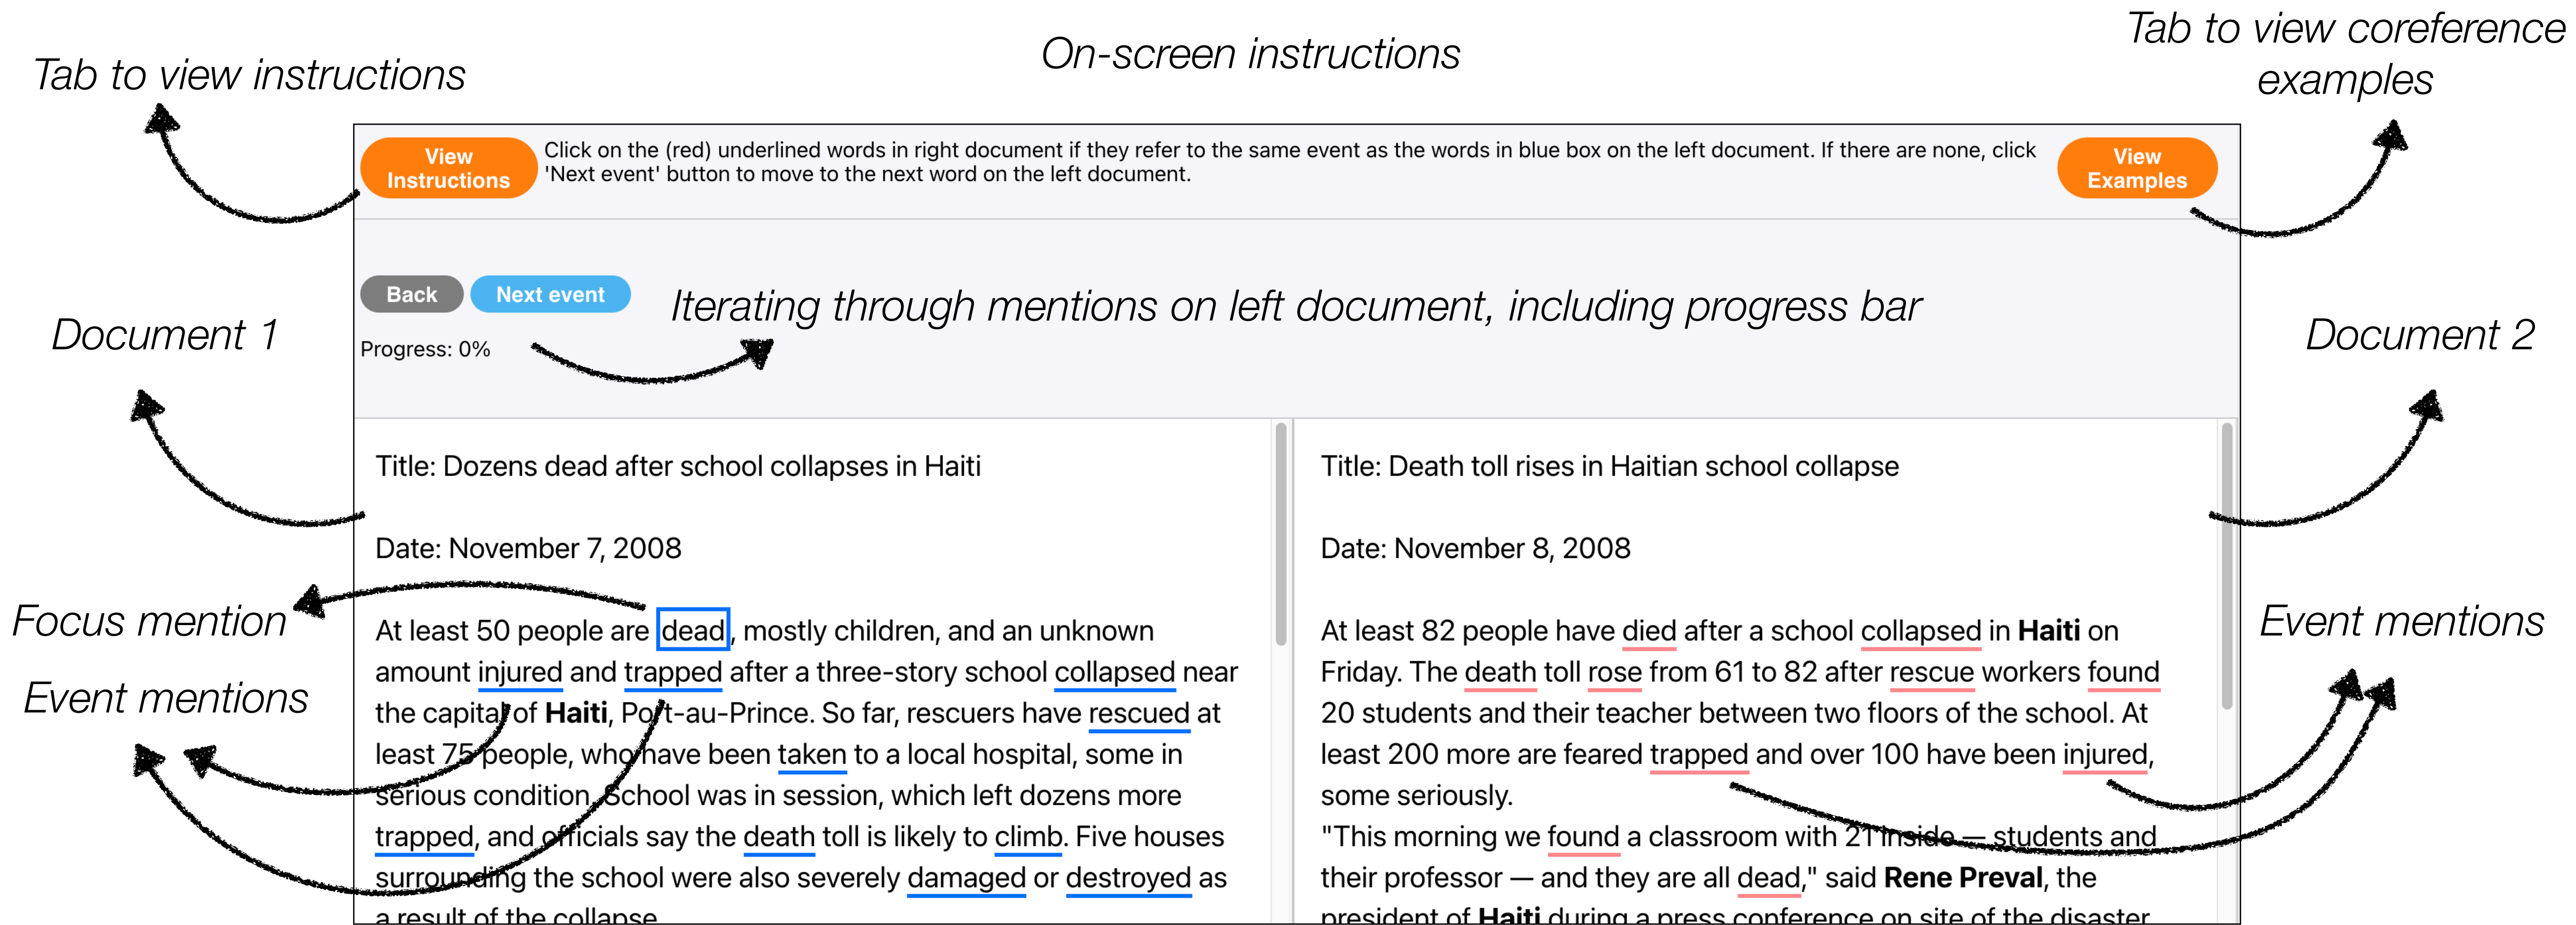 Tab to view instructions
On-screen instructions
Tab to view coreference
examples
View
Instructions
Click on the (red) underlined words in right document if they refer to the same event as the words in blue box on the left document. If there are none, click
'Next event' button to move to the next word on the left document.
View
Examples
Back
Next event
Iterating through mentions on left document, including progress bar
Progress: 0%
Document 1
Document 2
Focus mention
Event mentions
Event mentions
Title: Dozens dead after school collapses in Haiti
Date: November 7, 2008
At least 50 people are dead, mostly children, and an unknown
amount injured and trapped after a three-story school collapsed near
the capital of Haiti, Port-au-Prince. So far, rescuers have rescued at
least 75 people, who have been taken to a local hospital, some in
serious condition. School was in session, which left dozens more
trapped, and officials say the death toll is likely to climb. Five houses
surrounding the school were also severely damaged or destroyed as
a result of the collapse
Title: Death toll rises in Haitian school collapse
Date: November 8, 2008
At least 82 people have died after a school collapsed in Haiti on
Friday. The death toll rose from 61 to 82 after rescue workers found
20 students and their teacher between two floors of the school. At
least 200 more are feared trapped and over 100 have been injured,
some seriously.
"This morning we found a classroom with 21 inside — students and
their professor — and they are all dead," said Rene Preval, the
president of Haiti during a press conference on site of the disaster